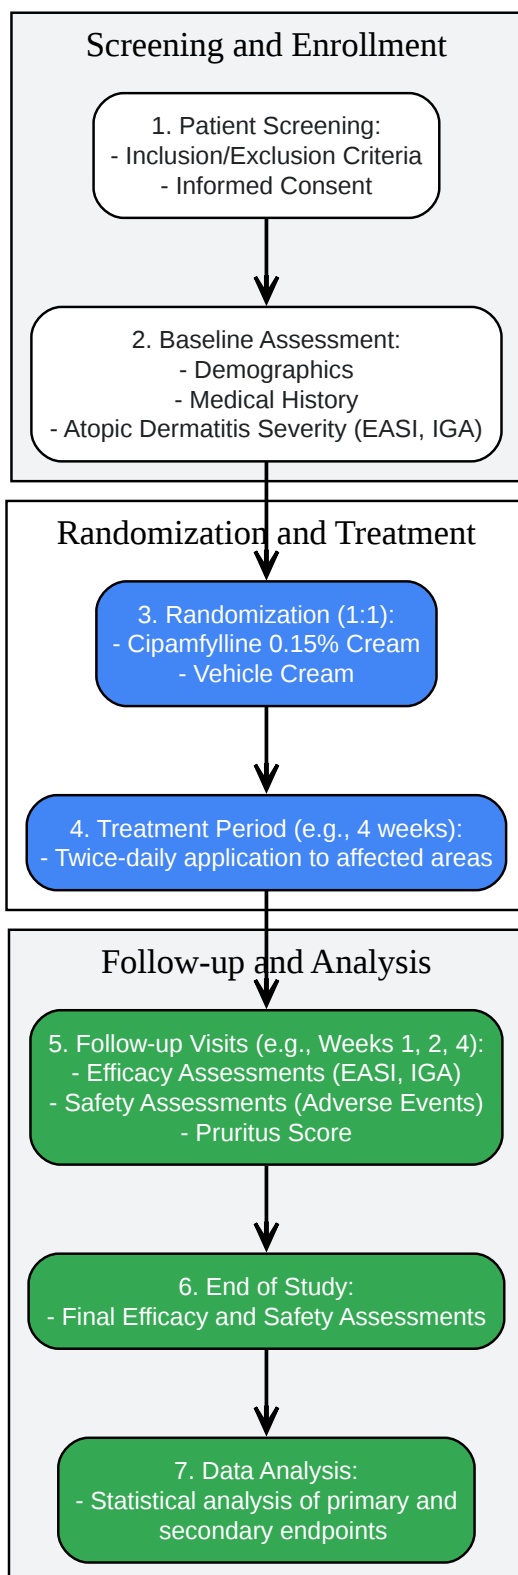 Screening and Enrollment
1. Patient Screening:
- Inclusion/Exclusion Criteria
- Informed Consent
2. Baseline Assessment:
- Demographics
- Medical History
- Atopic Dermatitis Severity (EASI, IGA)
Randomization and Treatment
3. Randomization (1:1):
- Cipamfylline 0.15% Cream
- Vehicle Cream
4. Treatment Period (e.g., 4 weeks):
- Twice-daily application to affected areas
Follow-up and Analysis
5. Follow-up Visits (e.g., Weeks 1, 2, 4):
- Efficacy Assessments (EASI, IGA)
- Safety Assessments (Adverse Events)
- Pruritus Score
6. End of Study:
- Final Efficacy and Safety Assessments
7. Data Analysis:
- Statistical analysis of primary and
secondary endpoints